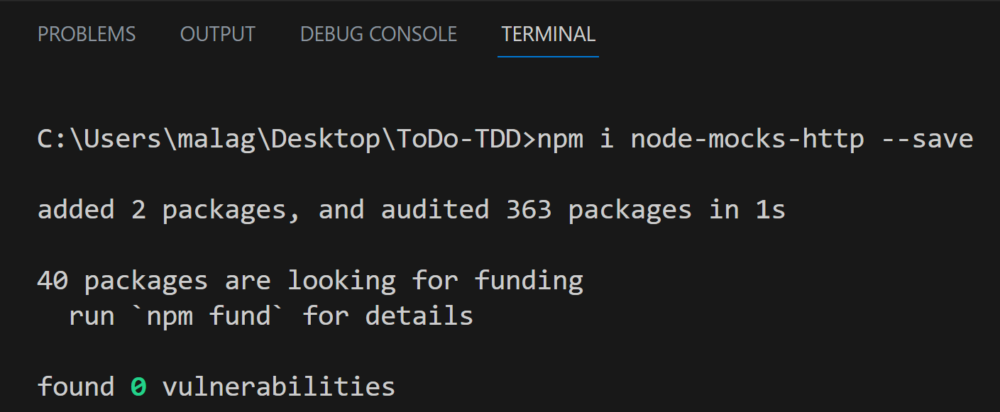 PROBLEMS OUTPUT DEBUG CONSOLE TERMINAL
C:\Users\malag\Desktop\ToDo-TDD>npm i node-mocks-http --save
added 2 packages, and audited 363 packages in 1s
40 packages are looking for funding
  run `npm fund` for details
found 0 vulnerabilities